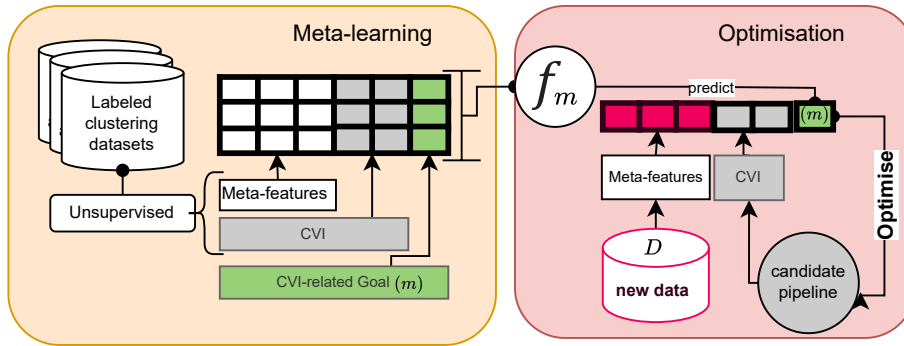 Meta-learning
Labeled
clustering
datasets
Unsupervised
Meta-features
CVI
CVI-related Goal (m)
Optimisation
f_m
predict
(m)
Meta-features
CVI
Optimise
D
new data
candidate
pipeline